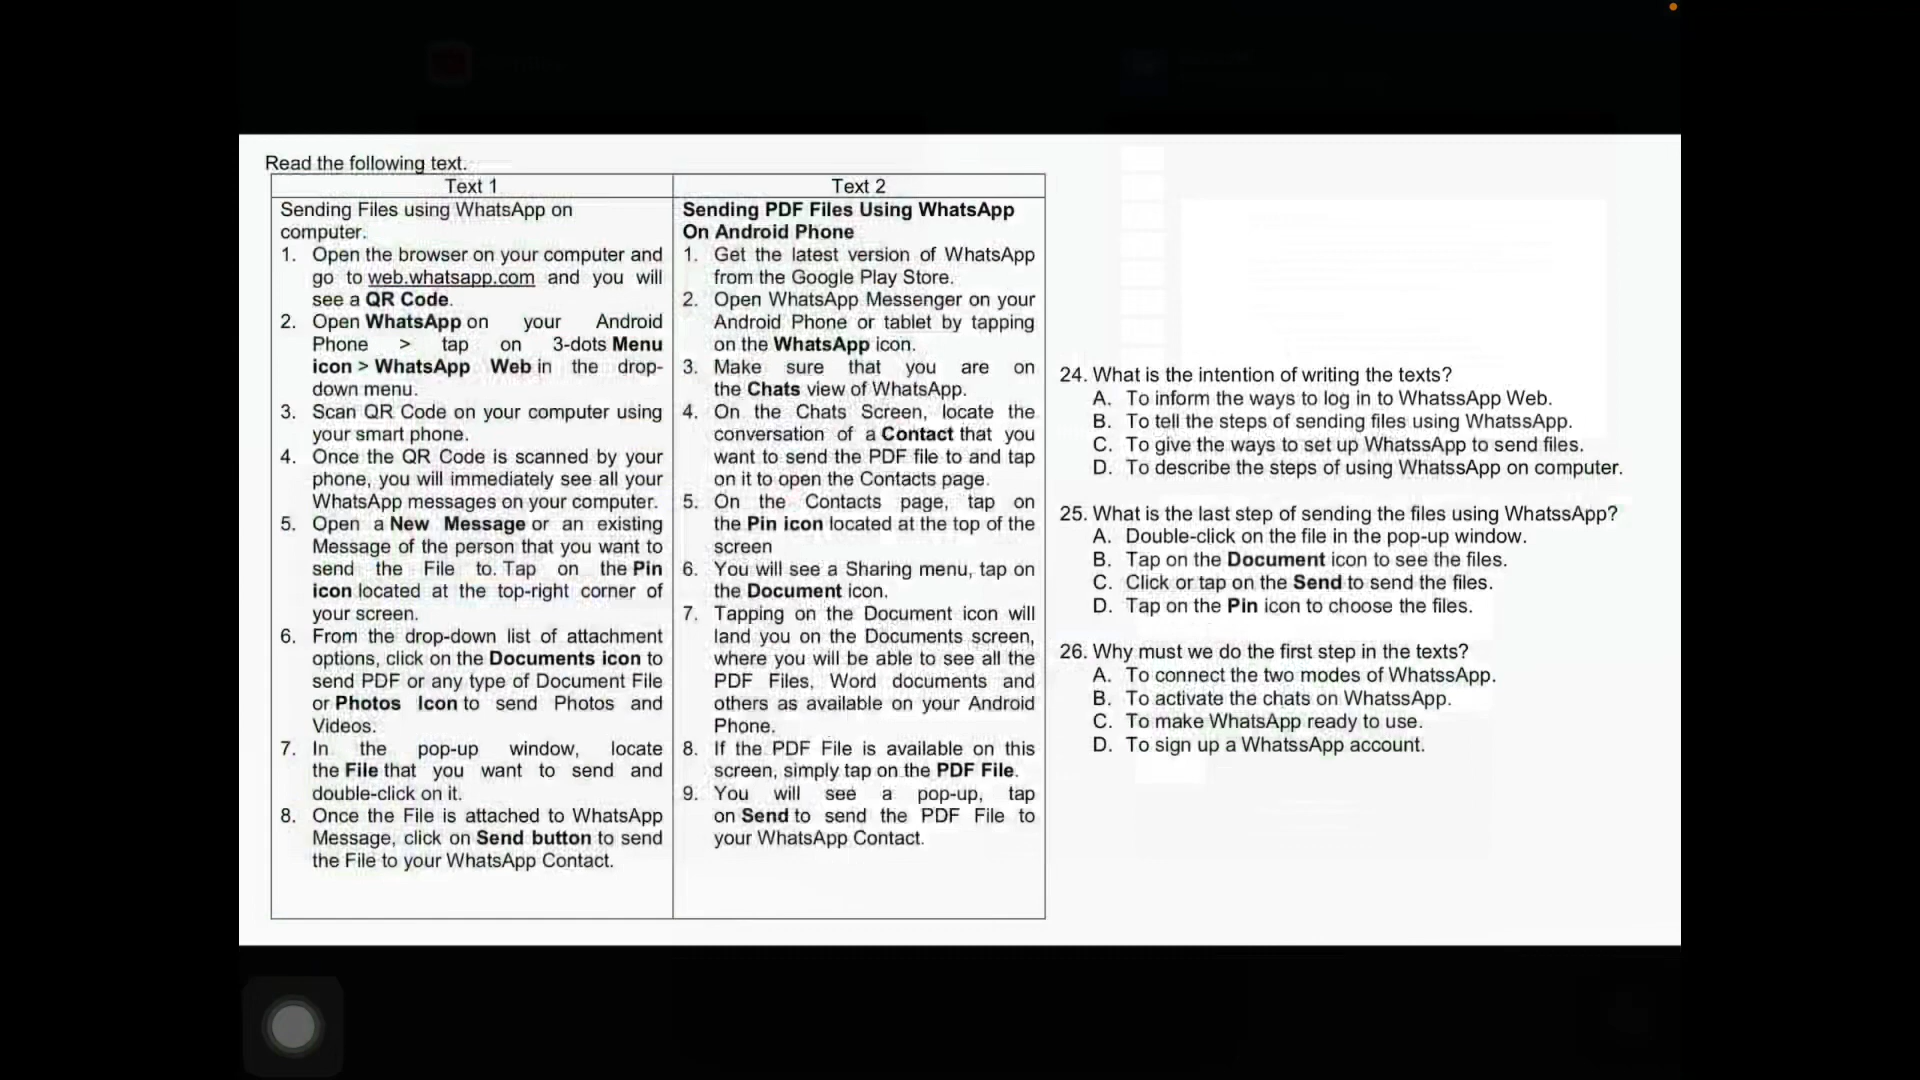 Read the following text.
Text 1
Sending Files using WhatsApp on
computer.
1. Open the browser on your computer and
go to web.whatsapp.com and you will
see a QR Code.
2. Open WhatsApp on your Android
Phone > tap on 3-dots Menu
icon > WhatsApp Web in the drop-
down menu.
3. Scan QR Code on your computer using
your smart phone.
4. Once the QR Code is scanned by your
phone, you will immediately see all your
WhatsApp messages on your computer.
5. Open a New Message or an existing
Message of the person that you want to
send the File to. Tap on the Pin
icon located at the top-right corner of
your screen.
6. From the drop-down list of attachment
options, click on the Documents icon to
send PDF or any type of Document File
or Photos Icon to send Photos and
Videos.
7. In the pop-up window, locate
the File that you want to send and
double-click on it.
8. Once the File is attached to WhatsApp
Message, click on Send button to send
the File to your WhatsApp Contact.
Text 2
Sending PDF Files Using WhatsApp
On Android Phone
1. Get the latest version of WhatsApp
from the Google Play Store.
2. Open WhatsApp Messenger on your
Android Phone or tablet by tapping
on the WhatsApp icon.
3. Make sure that you are on
the Chats view of WhatsApp.
4. On the Chats Screen, locate the
conversation of a Contact that you
want to send the PDF file to and tap
on it to open the Contacts page.
5. On the Contacts page, tap on
the Pin icon located at the top of the
screen
6. You will see a Sharing menu, tap on
the Document icon.
7. Tapping on the Document icon will
land you on the Documents screen,
where you will be able to see all the
PDF Files, Word documents and
others as available on your Android
Phone.
8. If the PDF File is available on this
screen, simply tap on the PDF File.
9. You will see a pop-up, tap
on Send to send the PDF File to
your WhatsApp Contact.
24. What is the intention of writing the texts?
A. To inform the ways to log in to WhatssApp Web.
B. To tell the steps of sending files using WhatssApp.
C. To give the ways to set up WhatssApp to send files.
D. To describe the steps of using WhatssApp on computer.
25. What is the last step of sending the files using WhatssApp?
A. Double-click on the file in the pop-up window.
B. Tap on the Document icon to see the files.
C. Click or tap on the Send to send the files.
D. Tap on the Pin icon to choose the files.
26. Why must we do the first step in the texts?
A. To connect the two modes of WhatssApp.
B. To activate the chats on WhatssApp.
C. To make WhatsApp ready to use.
D. To sign up a WhatssApp account.